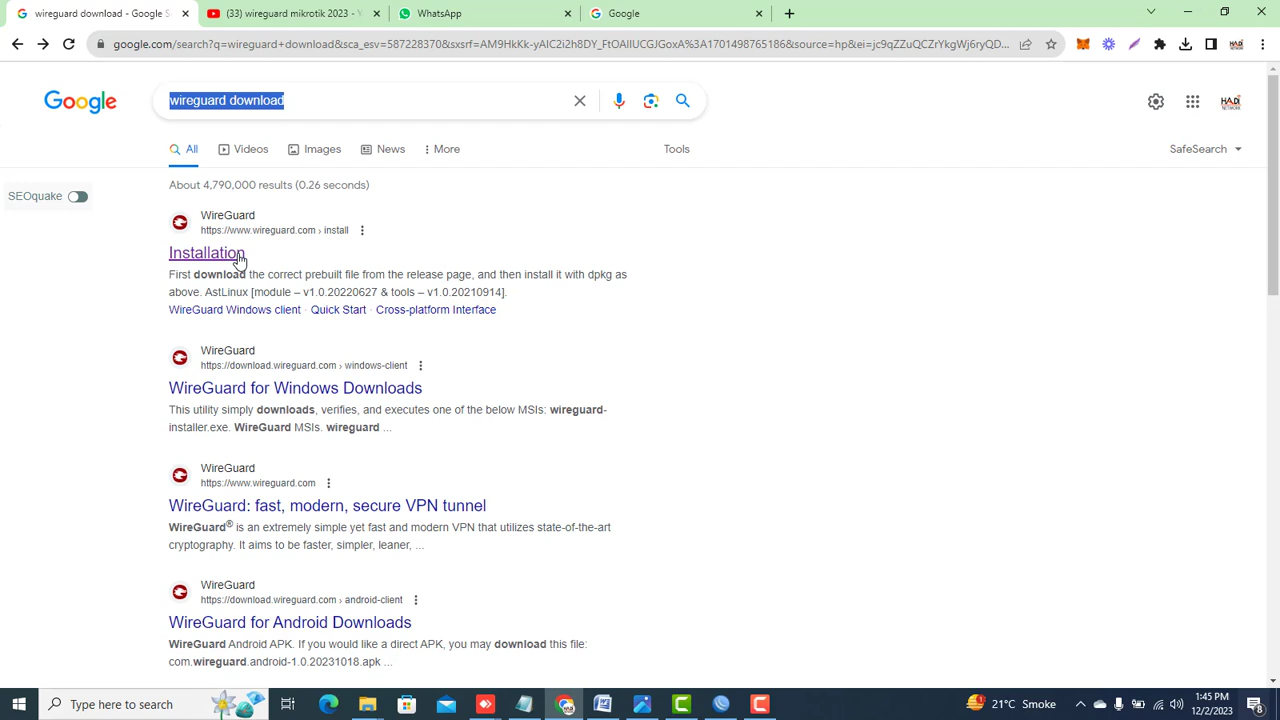 wireguard download - Google S
(33) wireguard mikrotik 2023 -
WhatsApp
Google
google.com/search?q=wireguard+download&sca_esv=587228370&sxsrf=AM9HkKk-yAIC2i2h8DY_FtOAIIUCGJGoxA%3A1701498765186&source=hp&ei=jc9qZZuQCZrYkgWj6ryQD...
Google
wireguard download
HADI
All
Videos
Images
News
More
Tools
SafeSearch
About 4,790,000 results (0.26 seconds)
SEOquake
WireGuard
https://www.wireguard.com › install
Installation
First download the correct prebuilt file from the release page, and then install it with dpkg as
above. AstLinux [module – v1.0.20220627 & tools – v1.0.20210914].
WireGuard Windows client · Quick Start · Cross-platform Interface
WireGuard
https://download.wireguard.com › windows-client
WireGuard for Windows Downloads
This utility simply downloads, verifies, and executes one of the below MSIs: wireguard-
installer.exe. WireGuard MSIs. wireguard ...
WireGuard
https://www.wireguard.com
WireGuard: fast, modern, secure VPN tunnel
WireGuard® is an extremely simple yet fast and modern VPN that utilizes state-of-the-art
cryptography. It aims to be faster, simpler, leaner, ...
WireGuard
https://download.wireguard.com › android-client
WireGuard for Android Downloads
WireGuard Android APK. If you would like a direct APK, you may download this file:
com.wireguard.android-1.0.20231018.apk ...
Type here to search
21°C Smoke
1:45 PM
12/2/2023
8